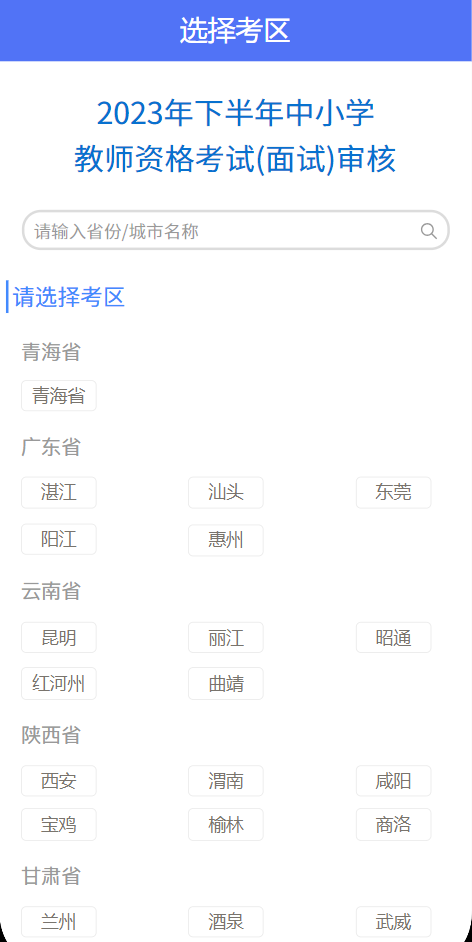 选择考区
2023年下半年中小学
教师资格考试(面试)审核
请输入省份/城市名称
请选择考区
青海省
青海省
广东省
湛江 汕头 东莞
阳江 惠州
云南省
昆明 丽江 昭通
红河州 曲靖
陕西省
西安 渭南 咸阳
宝鸡 榆林 商洛
甘肃省
兰州 酒泉 武威